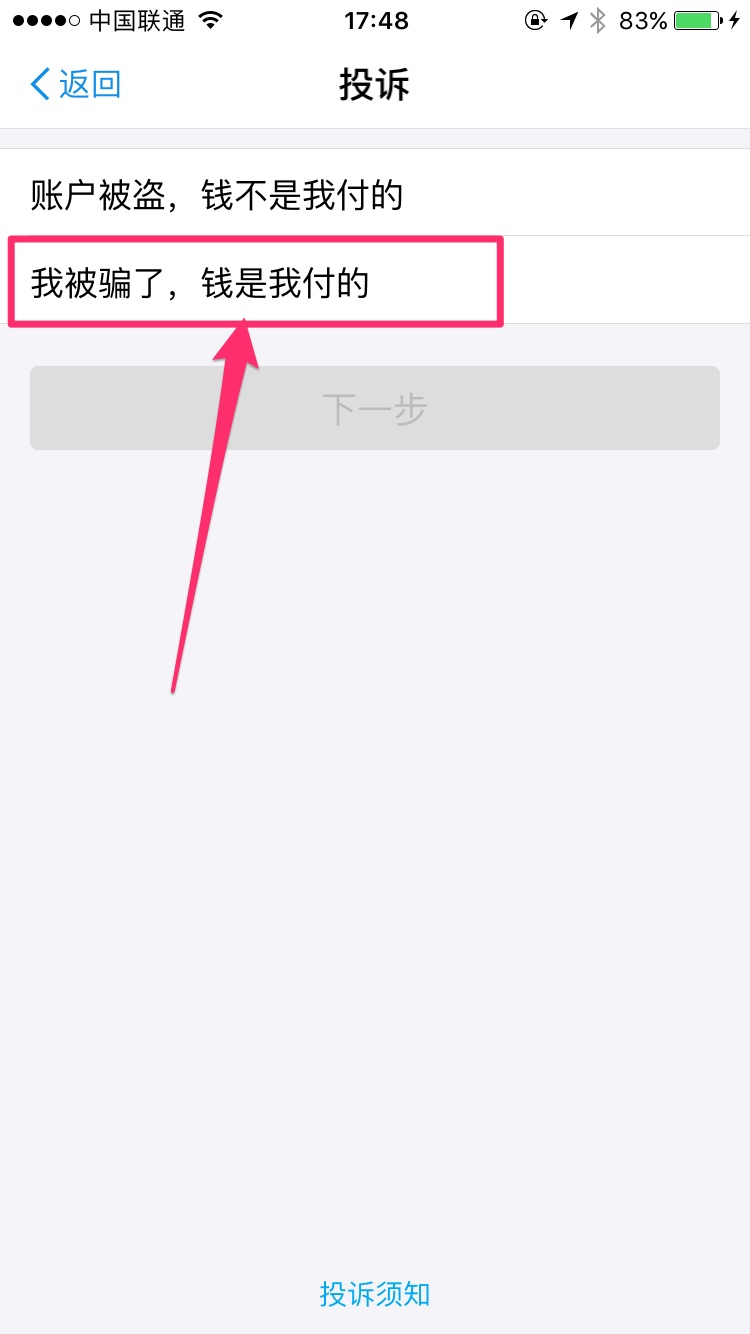 中国联通 17:48 83%
返回 投诉
账户被盗，钱不是我付的
我被骗了，钱是我付的
下一步
投诉须知